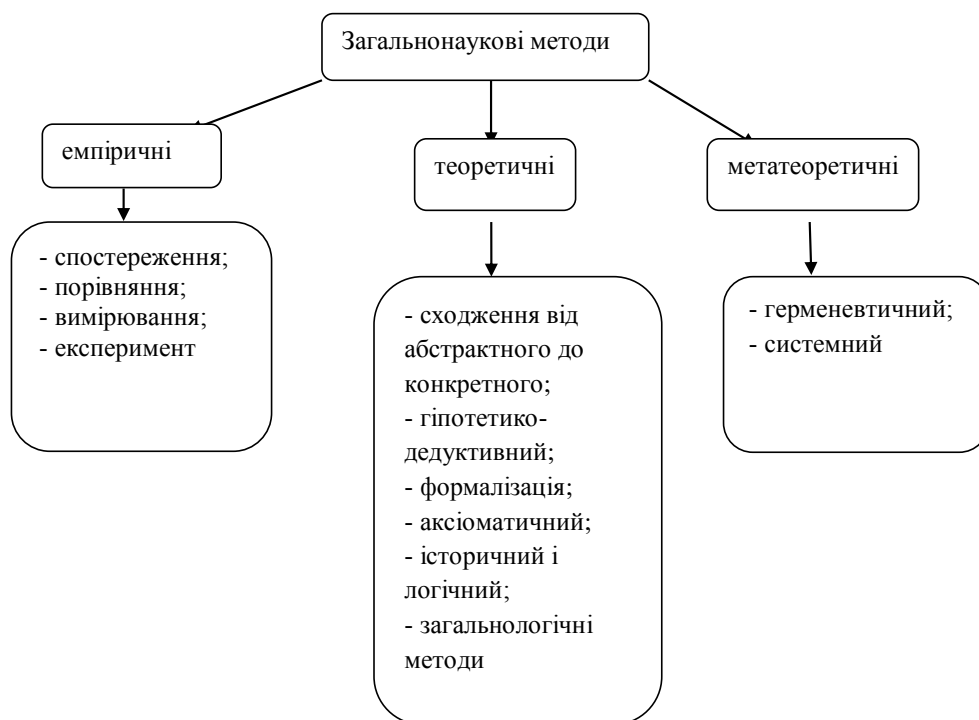 Загальнонаукові методи
емпіричні
теоретичні
метатеоретичні
- спостереження;
- порівняння;
- вимірювання;
- експеримент
- сходження від
абстрактного до
конкретного;
- гіпотетико-
дедуктивний;
- формалізація;
- аксіоматичний;
- історичний і
логічний;
- загальнологічні
методи
- герменевтичний;
- системний